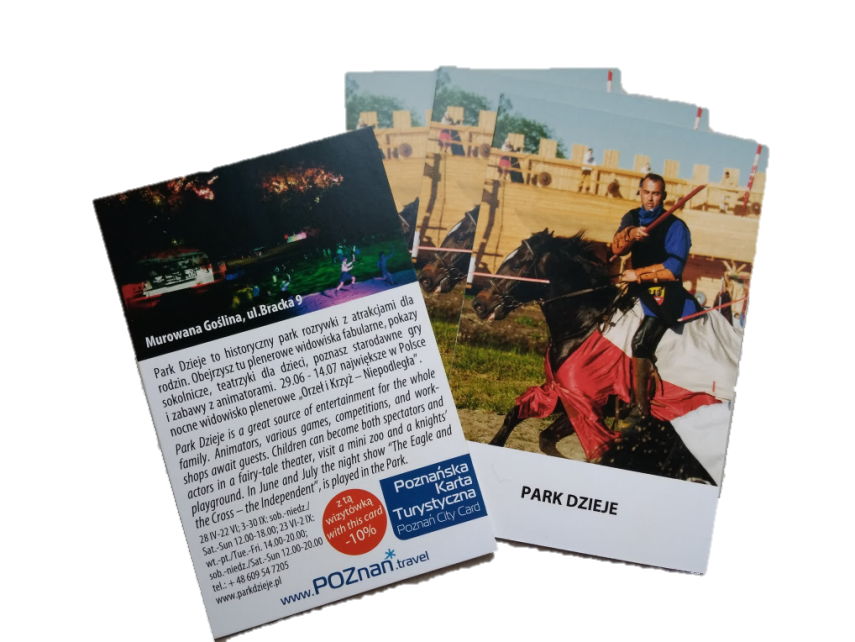 Murowana Goślina, ul.Bracka 9
Park Dzieje to historyczny park rozrywki z atrakcjami dla
rodzin. Obejrzysz tu plenerowe widowiska fabularne, pokazy
sokolnicze, teatrzyki dla dzieci, poznasz starodawne gry
i zabawy z animatorami. 29.06 - 14.07 największe w Polsce
nocne widowisko plenerowe „Orzeł i Krzyż – Niepodległa".
Park Dzieje is a great source of entertainment for the whole
family. Animators, various games, competitions, and work-
shops await guests. Children can become both spectators and
actors in a fairy-tale theater, visit a mini zoo and a knights'
playground. In June and July the night show "The Eagle and
the Cross – the Independent", is played in the Park.
28 IV-22 VI; 3-30 IX: sob.-niedz./
Sat.-Sun 12.00-18.00; 23 VI-2 IX:
wt.-pt./Tue.-Fri. 14.00-20.00;
sob.-niedz./Sat.-Sun 12.00-20.00
tel.: + 48 609 54 7205
www.parkdzieje.pl
z tą
wizytówką
with this card
-10%
Poznańska
Karta
Turystyczna
Poznań City Card
www.POZnań*.travel
PARK DZIEJE